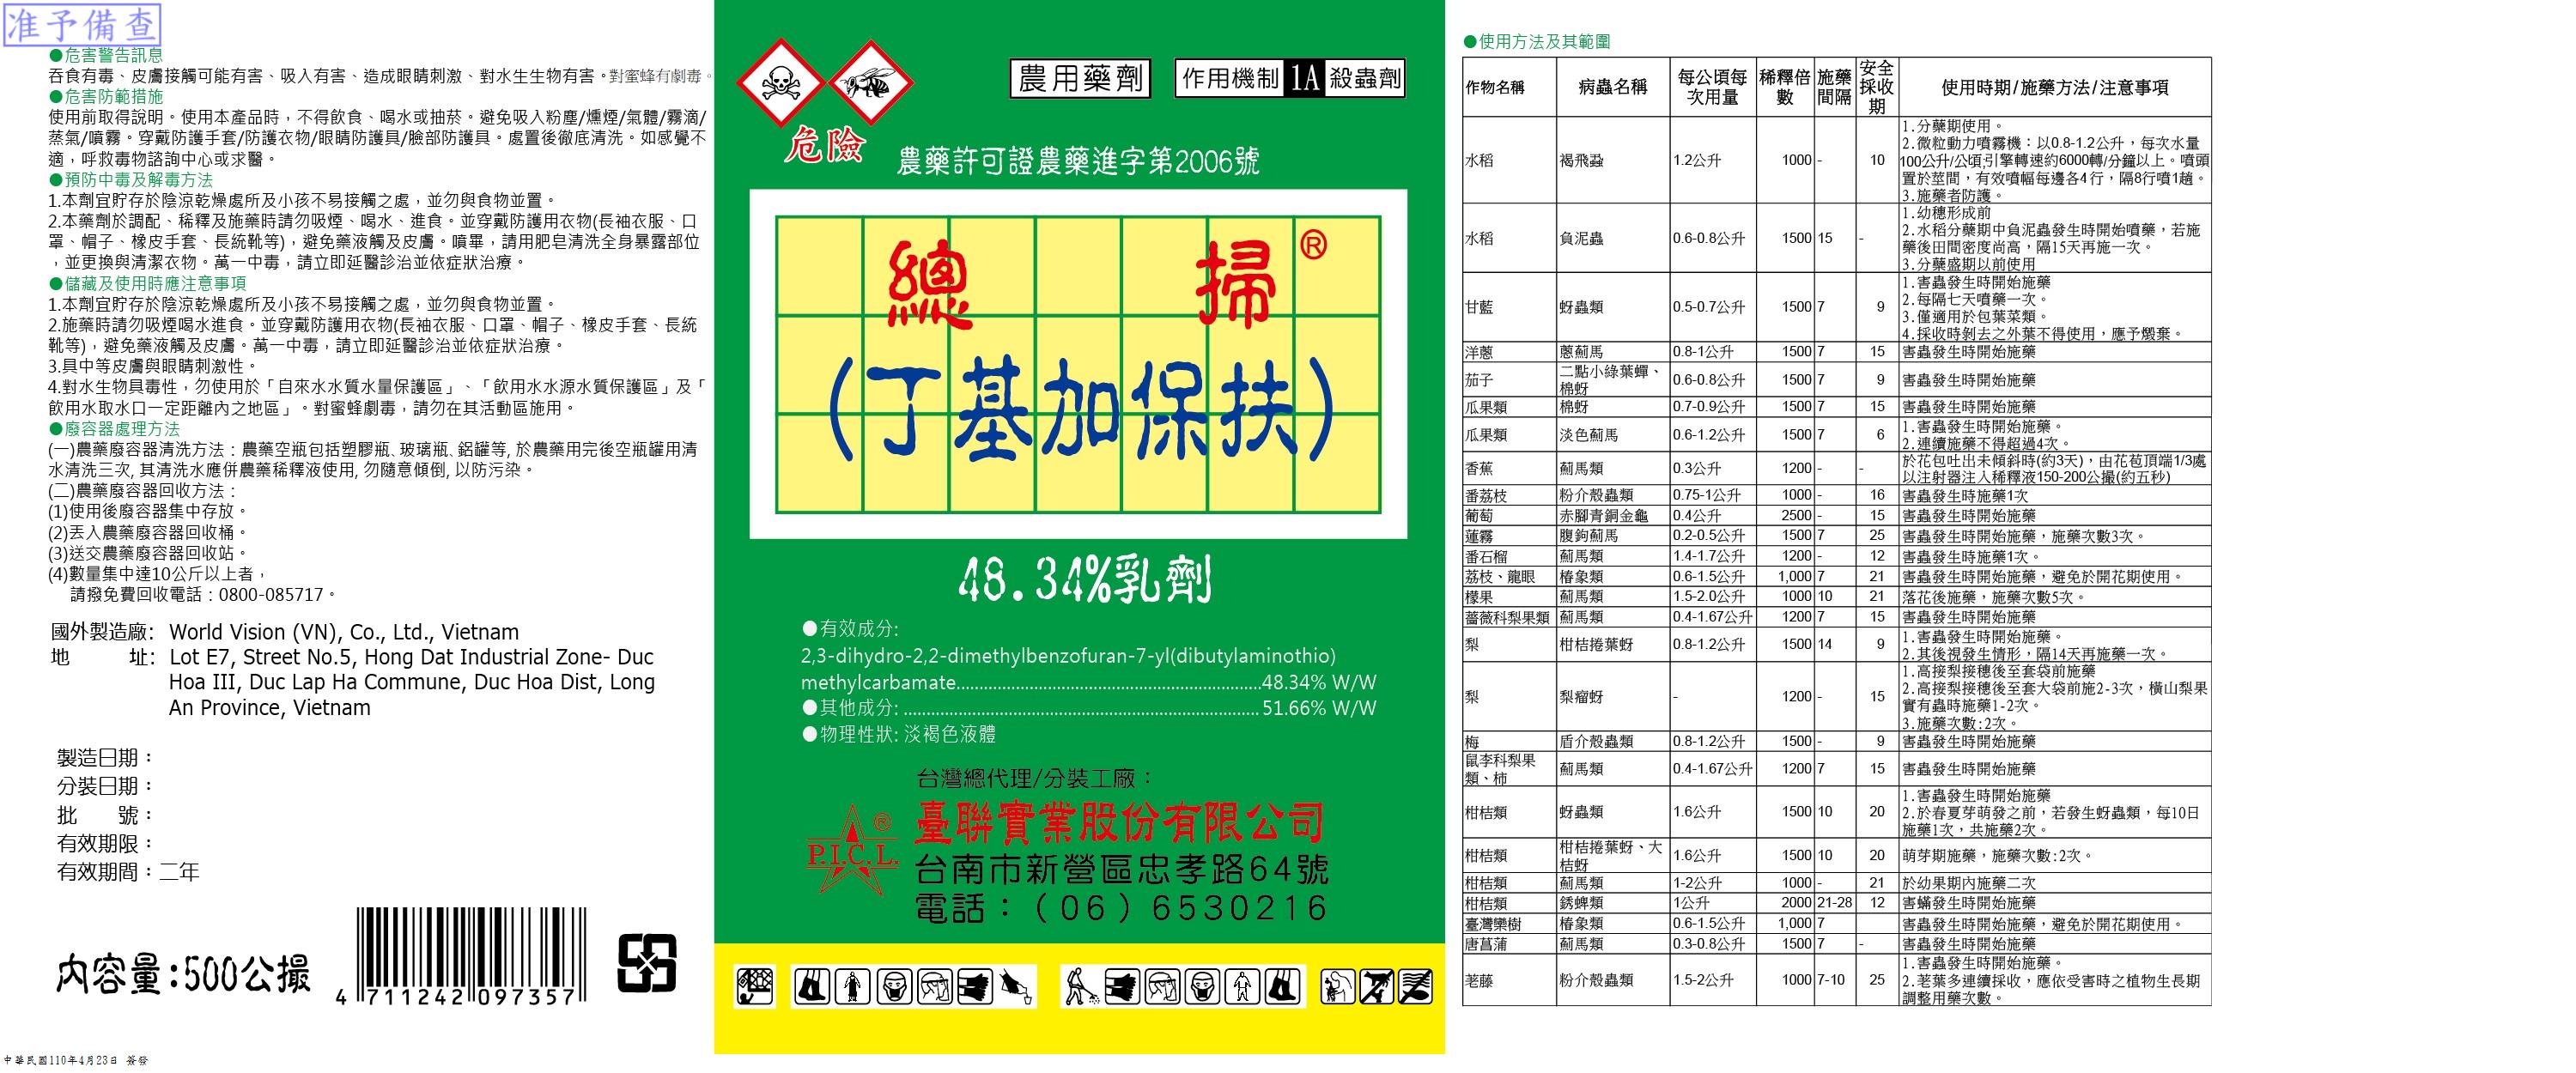 准予備查
●危害警告訊息
吞食有毒、皮膚接觸可能有害、吸入有害、造成眼睛刺激、對水生生物有害。對蜜蜂有劇毒。
●危害防範措施
使用前取得說明。使用本產品時，不得飲食、喝水或抽菸。避免吸入粉塵/燻煙/氣體/霧滴/
蒸氣/噴霧。穿戴防護手套/防護衣物/眼睛防護具/臉部防護具。處置後徹底清洗。如感覺不
適，呼救毒物諮詢中心或求醫。
●預防中毒及解毒方法
1.本劑宜貯存於陰涼乾燥處所及小孩不易接觸之處，並勿與食物並置。
2.本藥劑於調配、稀釋及施藥時請勿吸煙、喝水、進食。並穿戴防護用衣物(長袖衣服、口
罩、帽子、橡皮手套、長統靴等)，避免藥液觸及皮膚。噴畢，請用肥皂清洗全身暴露部位
，並更換與清潔衣物。萬一中毒，請立即延醫診治並依症狀治療。
●儲藏及使用時應注意事項
1.本劑宜貯存於陰涼乾燥處所及小孩不易接觸之處，並勿與食物並置。
2.施藥時請勿吸煙喝水進食。並穿戴防護用衣物(長袖衣服、口罩、帽子、橡皮手套、長統
靴等)，避免藥液觸及皮膚。萬一中毒，請立即延醫診治並依症狀治療。
3.具中等皮膚與眼睛刺激性。
4.對水生物具毒性，勿使用於「自來水水質水量保護區」、「飲用水水源水質保護區」及「
飲用水取水口一定距離內之地區」。對蜜蜂劇毒，請勿在其活動區施用。
●廢容器處理方法
(一)農藥廢容器清洗方法：農藥空瓶包括塑膠瓶、玻璃瓶、鋁罐等, 於農藥用完後空瓶罐用清
水清洗三次, 其清洗水應併農藥稀釋液使用, 勿隨意傾倒, 以防污染。
(二)農藥廢容器回收方法：
(1)使用後廢容器集中存放。
(2)丟入農藥廢容器回收桶。
(3)送交農藥廢容器回收站。
(4)數量集中達10公斤以上者，
請撥免費回收電話：0800-085717。
國外製造廠: World Vision (VN), Co., Ltd., Vietnam
地 址: Lot E7, Street No.5, Hong Dat Industrial Zone- Duc
Hoa III, Duc Lap Ha Commune, Duc Hoa Dist, Long
An Province, Vietnam
製造日期：
分裝日期：
批 號：
有效期限：
有效期間：二年
內容量:500公撮
4 711242 097357
中華民國110年4月23日 簽發
農用藥劑
作用機制 1A 殺蟲劑
危險
農藥許可證農藥進字第2006號
總 掃®
(丁基加保扶)
48.34%乳劑
●有效成分:
2,3-dihydro-2,2-dimethylbenzofuran-7-yl(dibutylaminothio)
methylcarbamate...................................................................48.34% W/W
●其他成分: .............................................................................. 51.66% W/W
●物理性狀: 淡褐色液體
台灣總代理/分裝工廠：
P.I.C.L. ®
臺聯實業股份有限公司
台南市新營區忠孝路64號
電話：（06）6530216
●使用方法及其範圍
作物名稱 病蟲名稱 每公頃每次用量 稀釋倍數 施藥間隔 安全採收期 使用時期/施藥方法/注意事項
水稻 褐飛蝨 1.2公升 1000 - 10 1.分蘗期使用。
2.微粒動力噴霧機：以0.8-1.2公升，每次水量
100公升/公頃,引擎轉速約6000轉/分鐘以上。噴頭
置於莖間，有效噴幅每邊各4行，隔8行噴1趟。
3.施藥者防護。
水稻 負泥蟲 0.6-0.8公升 1500 15 - 1.幼穗形成前
2.水稻分蘗期中負泥蟲發生時開始噴藥，若施
藥後田間密度尚高，隔15天再施一次。
3.分蘗盛期以前使用
甘藍 蚜蟲類 0.5-0.7公升 1500 7 9 1.害蟲發生時開始施藥
2.每隔七天噴藥一次。
3.僅適用於包葉菜類。
4.採收時剝去之外葉不得使用，應予燬棄。
洋蔥 蔥薊馬 0.8-1公升 1500 7 15 害蟲發生時開始施藥
茄子 二點小綠葉蟬、棉蚜 0.6-0.8公升 1500 7 9 害蟲發生時開始施藥
瓜果類 棉蚜 0.7-0.9公升 1500 7 15 害蟲發生時開始施藥
瓜果類 淡色薊馬 0.6-1.2公升 1500 7 6 1.害蟲發生時開始施藥。
2.連續施藥不得超過4次。
香蕉 薊馬類 0.3公升 1200 - - 於花包吐出未傾斜時(約3天)，由花苞頂端1/3處
以注射器注入稀釋液150-200公撮(約五秒)
番荔枝 粉介殼蟲類 0.75-1公升 1000 - 16 害蟲發生時施藥1次
葡萄 赤腳青銅金龜 0.4公升 2500 - 15 害蟲發生時開始施藥
蓮霧 腹鉤薊馬 0.2-0.5公升 1500 7 25 害蟲發生時開始施藥，施藥次數3次。
番石榴 薊馬類 1.4-1.7公升 1200 - 12 害蟲發生時施藥1次。
荔枝、龍眼 椿象類 0.6-1.5公升 1,000 7 21 害蟲發生時開始施藥，避免於開花期使用。
檬果 薊馬類 1.5-2.0公升 1000 10 21 落花後施藥，施藥次數5次。
薔薇科梨果類 薊馬類 0.4-1.67公升 1200 7 15 害蟲發生時開始施藥
梨 柑桔捲葉蚜 0.8-1.2公升 1500 14 9 1.害蟲發生時開始施藥。
2.其後視發生情形，隔14天再施藥一次。
梨 梨瘤蚜 - 1200 - 15 1.高接梨接穗後至套袋前施藥
2.高接梨接穗後至套大袋前施2-3次，橫山梨果
實有蟲時施藥1-2次。
3.施藥次數:2次。
梅 盾介殼蟲類 0.8-1.2公升 1500 - 9 害蟲發生時開始施藥
鼠李科梨果類、柿 薊馬類 0.4-1.67公升 1200 7 15 害蟲發生時開始施藥
柑桔類 蚜蟲類 1.6公升 1500 10 20 1.害蟲發生時開始施藥
2.於春夏芽萌發之前，若發生蚜蟲類，每10日
施藥1次，共施藥2次。
柑桔類 柑桔捲葉蚜、大桔蚜 1.6公升 1500 10 20 萌芽期施藥，施藥次數:2次。
柑桔類 薊馬類 1-2公升 1000 - 21 於幼果期內施藥二次
柑桔類 銹蜱類 1公升 2000 21-28 12 害蟎發生時開始施藥
臺灣欒樹 椿象類 0.6-1.5公升 1,000 7 害蟲發生時開始施藥，避免於開花期使用。
唐菖蒲 薊馬類 0.3-0.8公升 1500 7 - 害蟲發生時開始施藥
荖藤 粉介殼蟲類 1.5-2公升 1000 7-10 25 1.害蟲發生時開始施藥。
2.荖葉多連續採收，應依受害時之植物生長期
調整用藥次數。